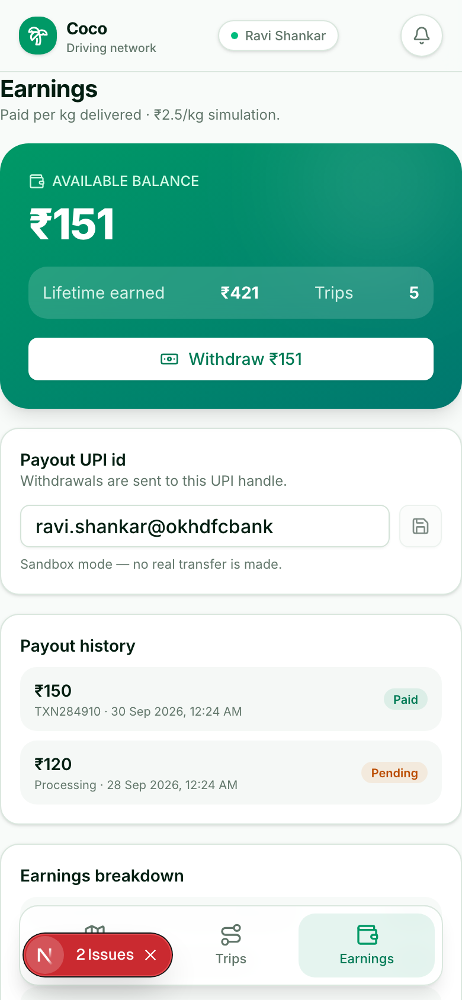 Coco
Driving network
Ravi Shankar
Earnings
Paid per kg delivered · ₹2.5/kg simulation.
AVAILABLE BALANCE
₹151
Lifetime earned ₹421 Trips 5
Withdraw ₹151
Payout UPI id
Withdrawals are sent to this UPI handle.
ravi.shankar@okhdfcbank
Sandbox mode — no real transfer is made.
Payout history
₹150
TXN284910 · 30 Sep 2026, 12:24 AM
Paid
₹120
Processing · 28 Sep 2026, 12:24 AM
Pending
Earnings breakdown
N 2 Issues
Trips
Earnings